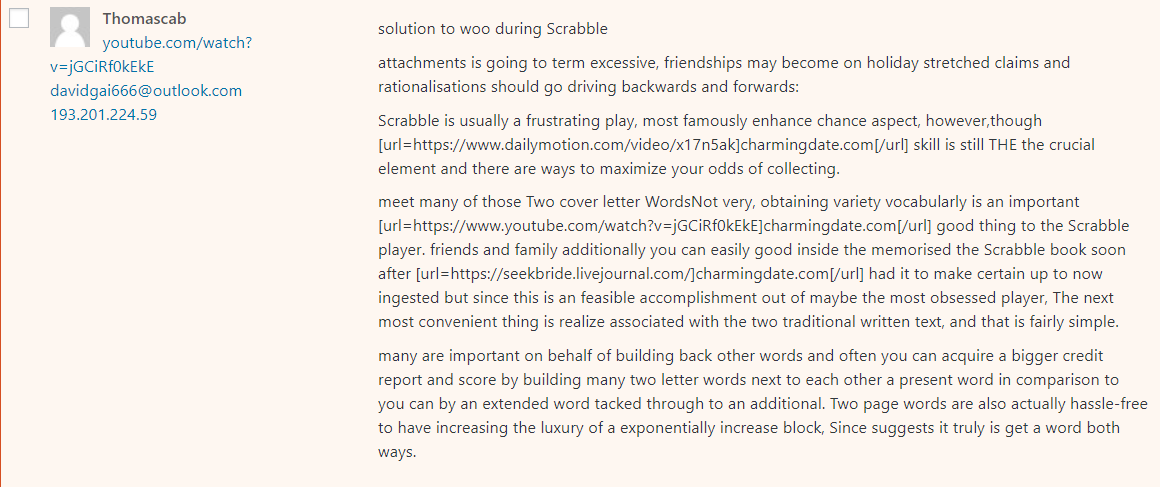 Thomascab
youtube.com/watch?
v=jGCiRf0kEkE
davidgai666@outlook.com
193.201.224.59
solution to woo during Scrabble
attachments is going to term excessive, friendships may become on holiday stretched claims and
rationalisations should go driving backwards and forwards:
Scrabble is usually a frustrating play, most famously enhance chance aspect, however,though
[url=https://www.dailymotion.com/video/x17n5ak]charmingdate.com[/url] skill is still THE the crucial
element and there are ways to maximize your odds of collecting.
meet many of those Two cover letter WordsNot very, obtaining variety vocabularly is an important
[url=https://www.youtube.com/watch?v=jGCiRf0kEkE]charmingdate.com[/url] good thing to the Scrabble
player. friends and family additionally you can easily good inside the memorised the Scrabble book soon
after [url=https://seekbride.livejournal.com/]charmingdate.com[/url] had it to make certain up to now
ingested but since this is an feasible accomplishment out of maybe the most obsessed player, The next
most convenient thing is realize associated with the two traditional written text, and that is fairly simple.
many are important on behalf of building back other words and often you can acquire a bigger credit
report and score by building many two letter words next to each other a present word in comparison to
you can by an extended word tacked through to an additional. Two page words are also actually hassle-free
to have increasing the luxury of a exponentially increase block, Since suggests it truly is get a word both
ways.